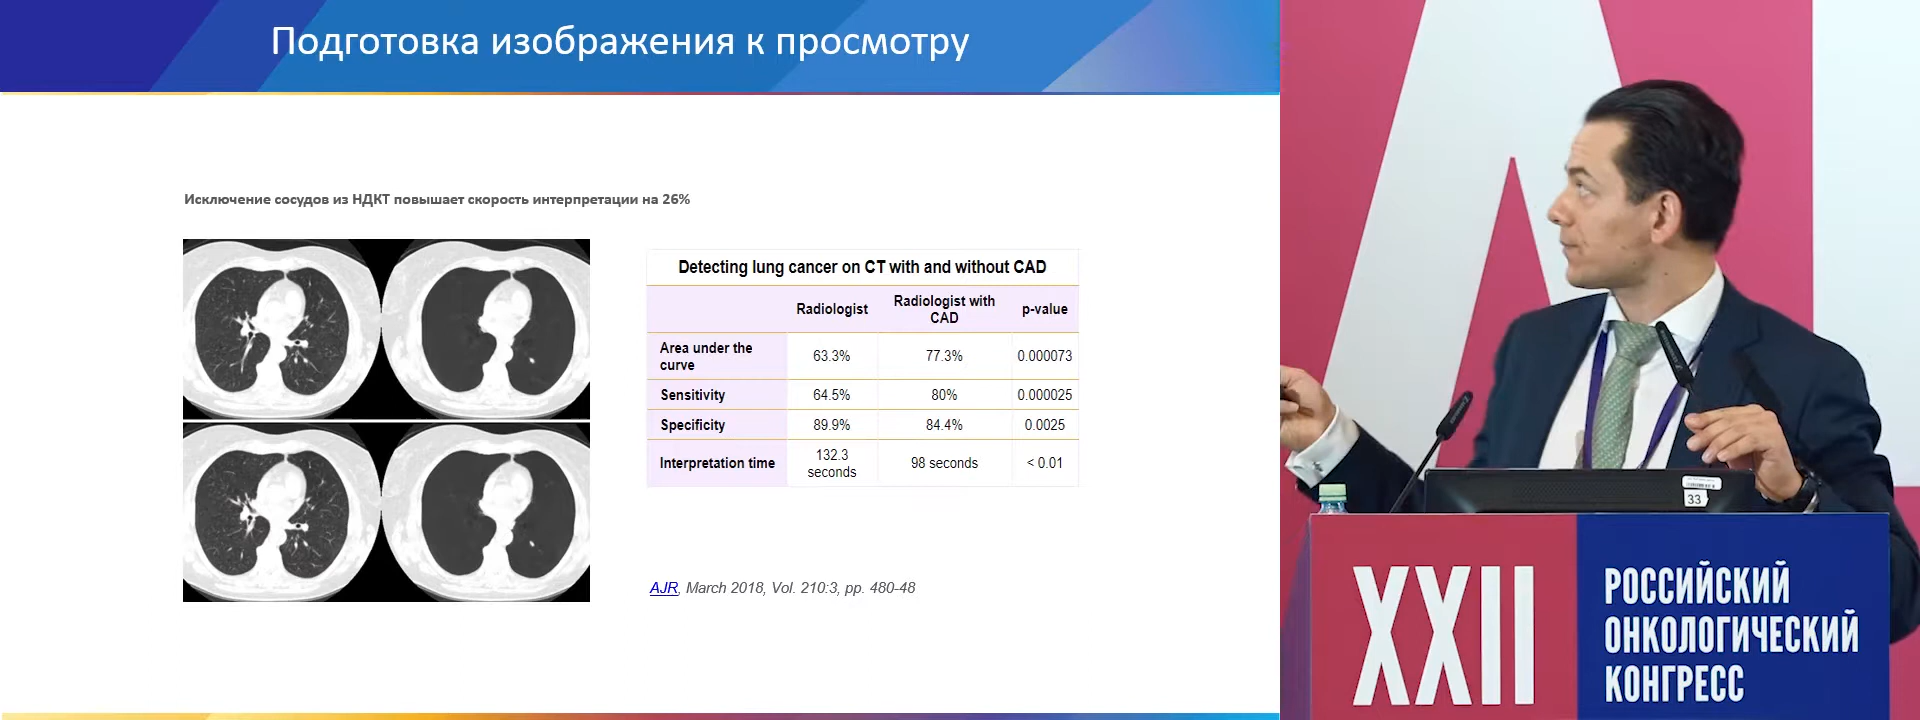 Подготовка изображения к просмотру
Исключение сосудов из НДКТ повышает скорость интерпретации на 26%
Detecting lung cancer on CT with and without CAD
Radiologist
Radiologist with
CAD
p-value
Area under the
curve
63.3%
77.3%
0.000073
Sensitivity
64.5%
80%
0.000025
Specificity
89.9%
84.4%
0.0025
Interpretation time
132.3
seconds
98 seconds
< 0.01
AJR, March 2018, Vol. 210:3, pp. 480-48
33
XXII
РОССИЙСКИЙ
ОНКОЛОГИЧЕСКИЙ
КОНГРЕСС